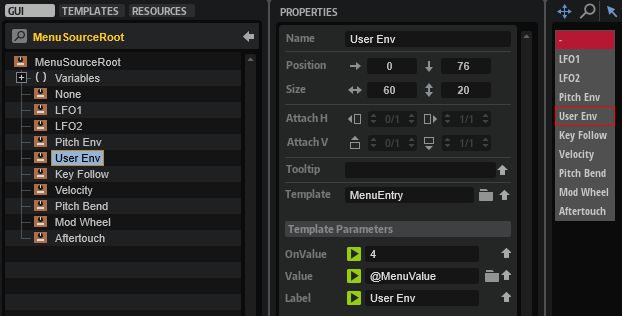 GUI TEMPLATES RESOURCES
MenuSourceRoot
MenuSourceRoot
( ) Variables
None
LFO1
LFO2
Pitch Env
User Env
Key Follow
Velocity
Pitch Bend
Mod Wheel
Aftertouch
PROPERTIES
Name User Env
Position 0 76
Size 60 20
Attach H 0/1 1/1
Attach V 0/1 1/1
Tooltip
Template MenuEntry
Template Parameters
OnValue 4
Value @MenuValue
Label User Env
-
LFO1
LFO2
Pitch Env
User Env
Key Follow
Velocity
Pitch Bend
Mod Wheel
Aftertouch